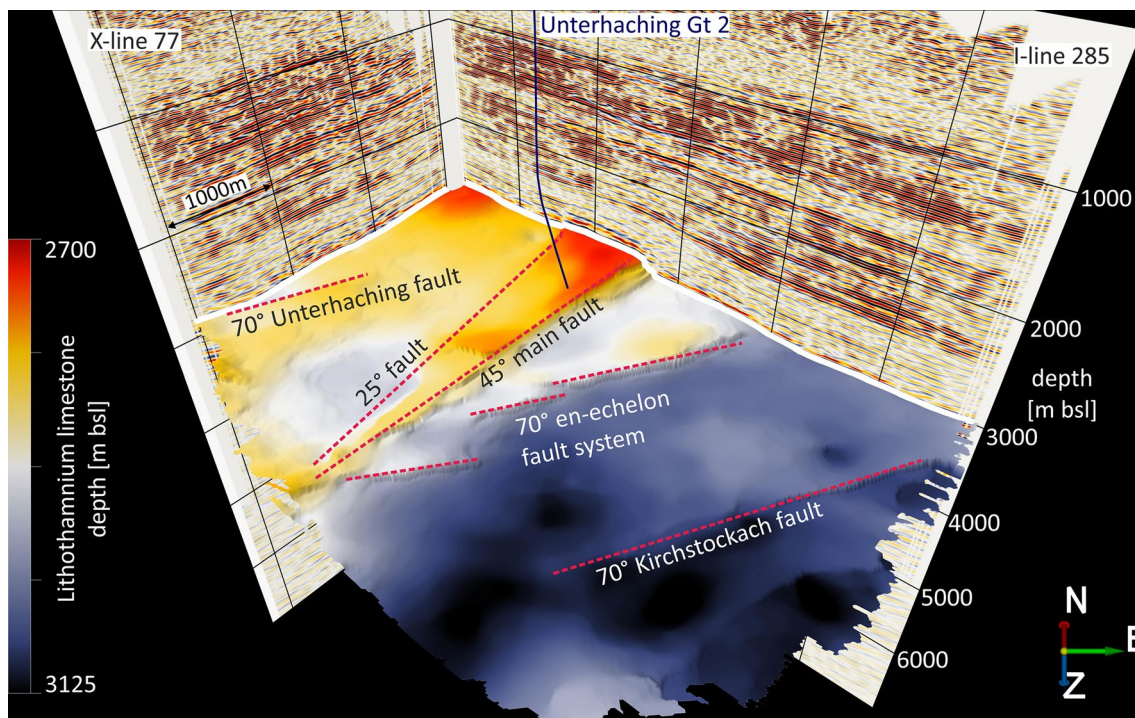 Unterhaching Gt 2
X-line 77
I-line 285
1000m
1000
2000
depth
[m bsl]
3000
4000
5000
6000
2700
Lithothamnium limestone
depth [m bsl]
3125
70° Unterhaching fault
25° fault
45° main fault
70° en-echelon
fault system
70° Kirchstockach fault
N
E
Z